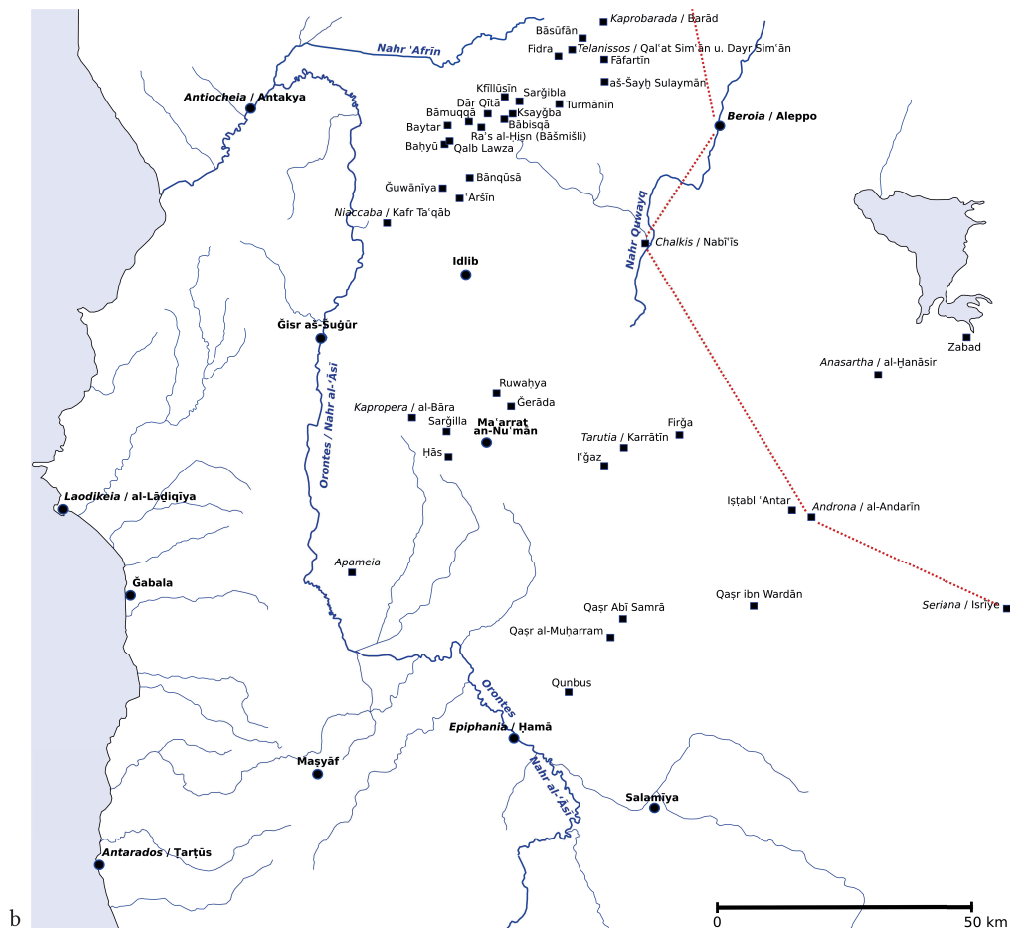 Kaprobarada / Barād
Bāsūfān
Telanissos / Qalʿat Simʿān u. Dayr Simʿān
Fidra
Fāfartīn
Nahr ʿAfrīn
aš-Šayḫ Sulaymān
Kfīllūsīn
Sarǧibla
Antiocheia / Antakya
Dār Qītā
Turmānīn
Bāmuqqā
Ksayǧba
Beroia / Aleppo
Baytar
Bābisqā
Raʾs al-Ḥiṣn (Bāšmišli)
Baḥyū
Qalb Lawza
Bānqūsā
Ǧuwānīya
ʿAršīn
Niaccaba / Kafr Taʿqāb
Nahr Quwayq
Chalkis / Nabīʿīs
Idlib
Ǧisr aš-Šuġūr
Zabad
Anasartha / al-Ḫanāsir
Orontes / Nahr al-ʿĀsī
Ruwaḥya
Ǧerāda
Kapropera / al-Bāra
Sarǧilla
Maʿarrat
an-Nuʿmān
Firǧa
Tarutia / Karrātīn
Ḥās
Iʿǧaz
Laodikeia / al-Lāḏiqīya
Iṣṭabl ʿAntar
Androna / al-Andarīn
Apameia
Ǧabala
Qaṣr ibn Wardān
Qaṣr Abī Samrā
Seriana / Isriye
Qaṣr al-Muḥarram
Qunbus
Orontes
Epiphania / Ḥamā
Maṣyāf
Nahr al-ʿĀsī
Salamīya
Antarados / Tarṭūs
b
0
50 km